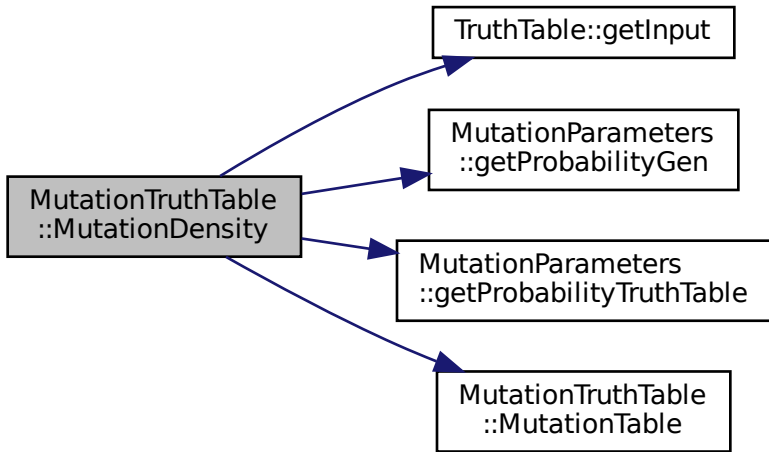 TruthTable::getInput
MutationParameters
::getProbabilityGen
MutationTruthTable
::MutationDensity
MutationParameters
::getProbabilityTruthTable
MutationTruthTable
::MutationTable